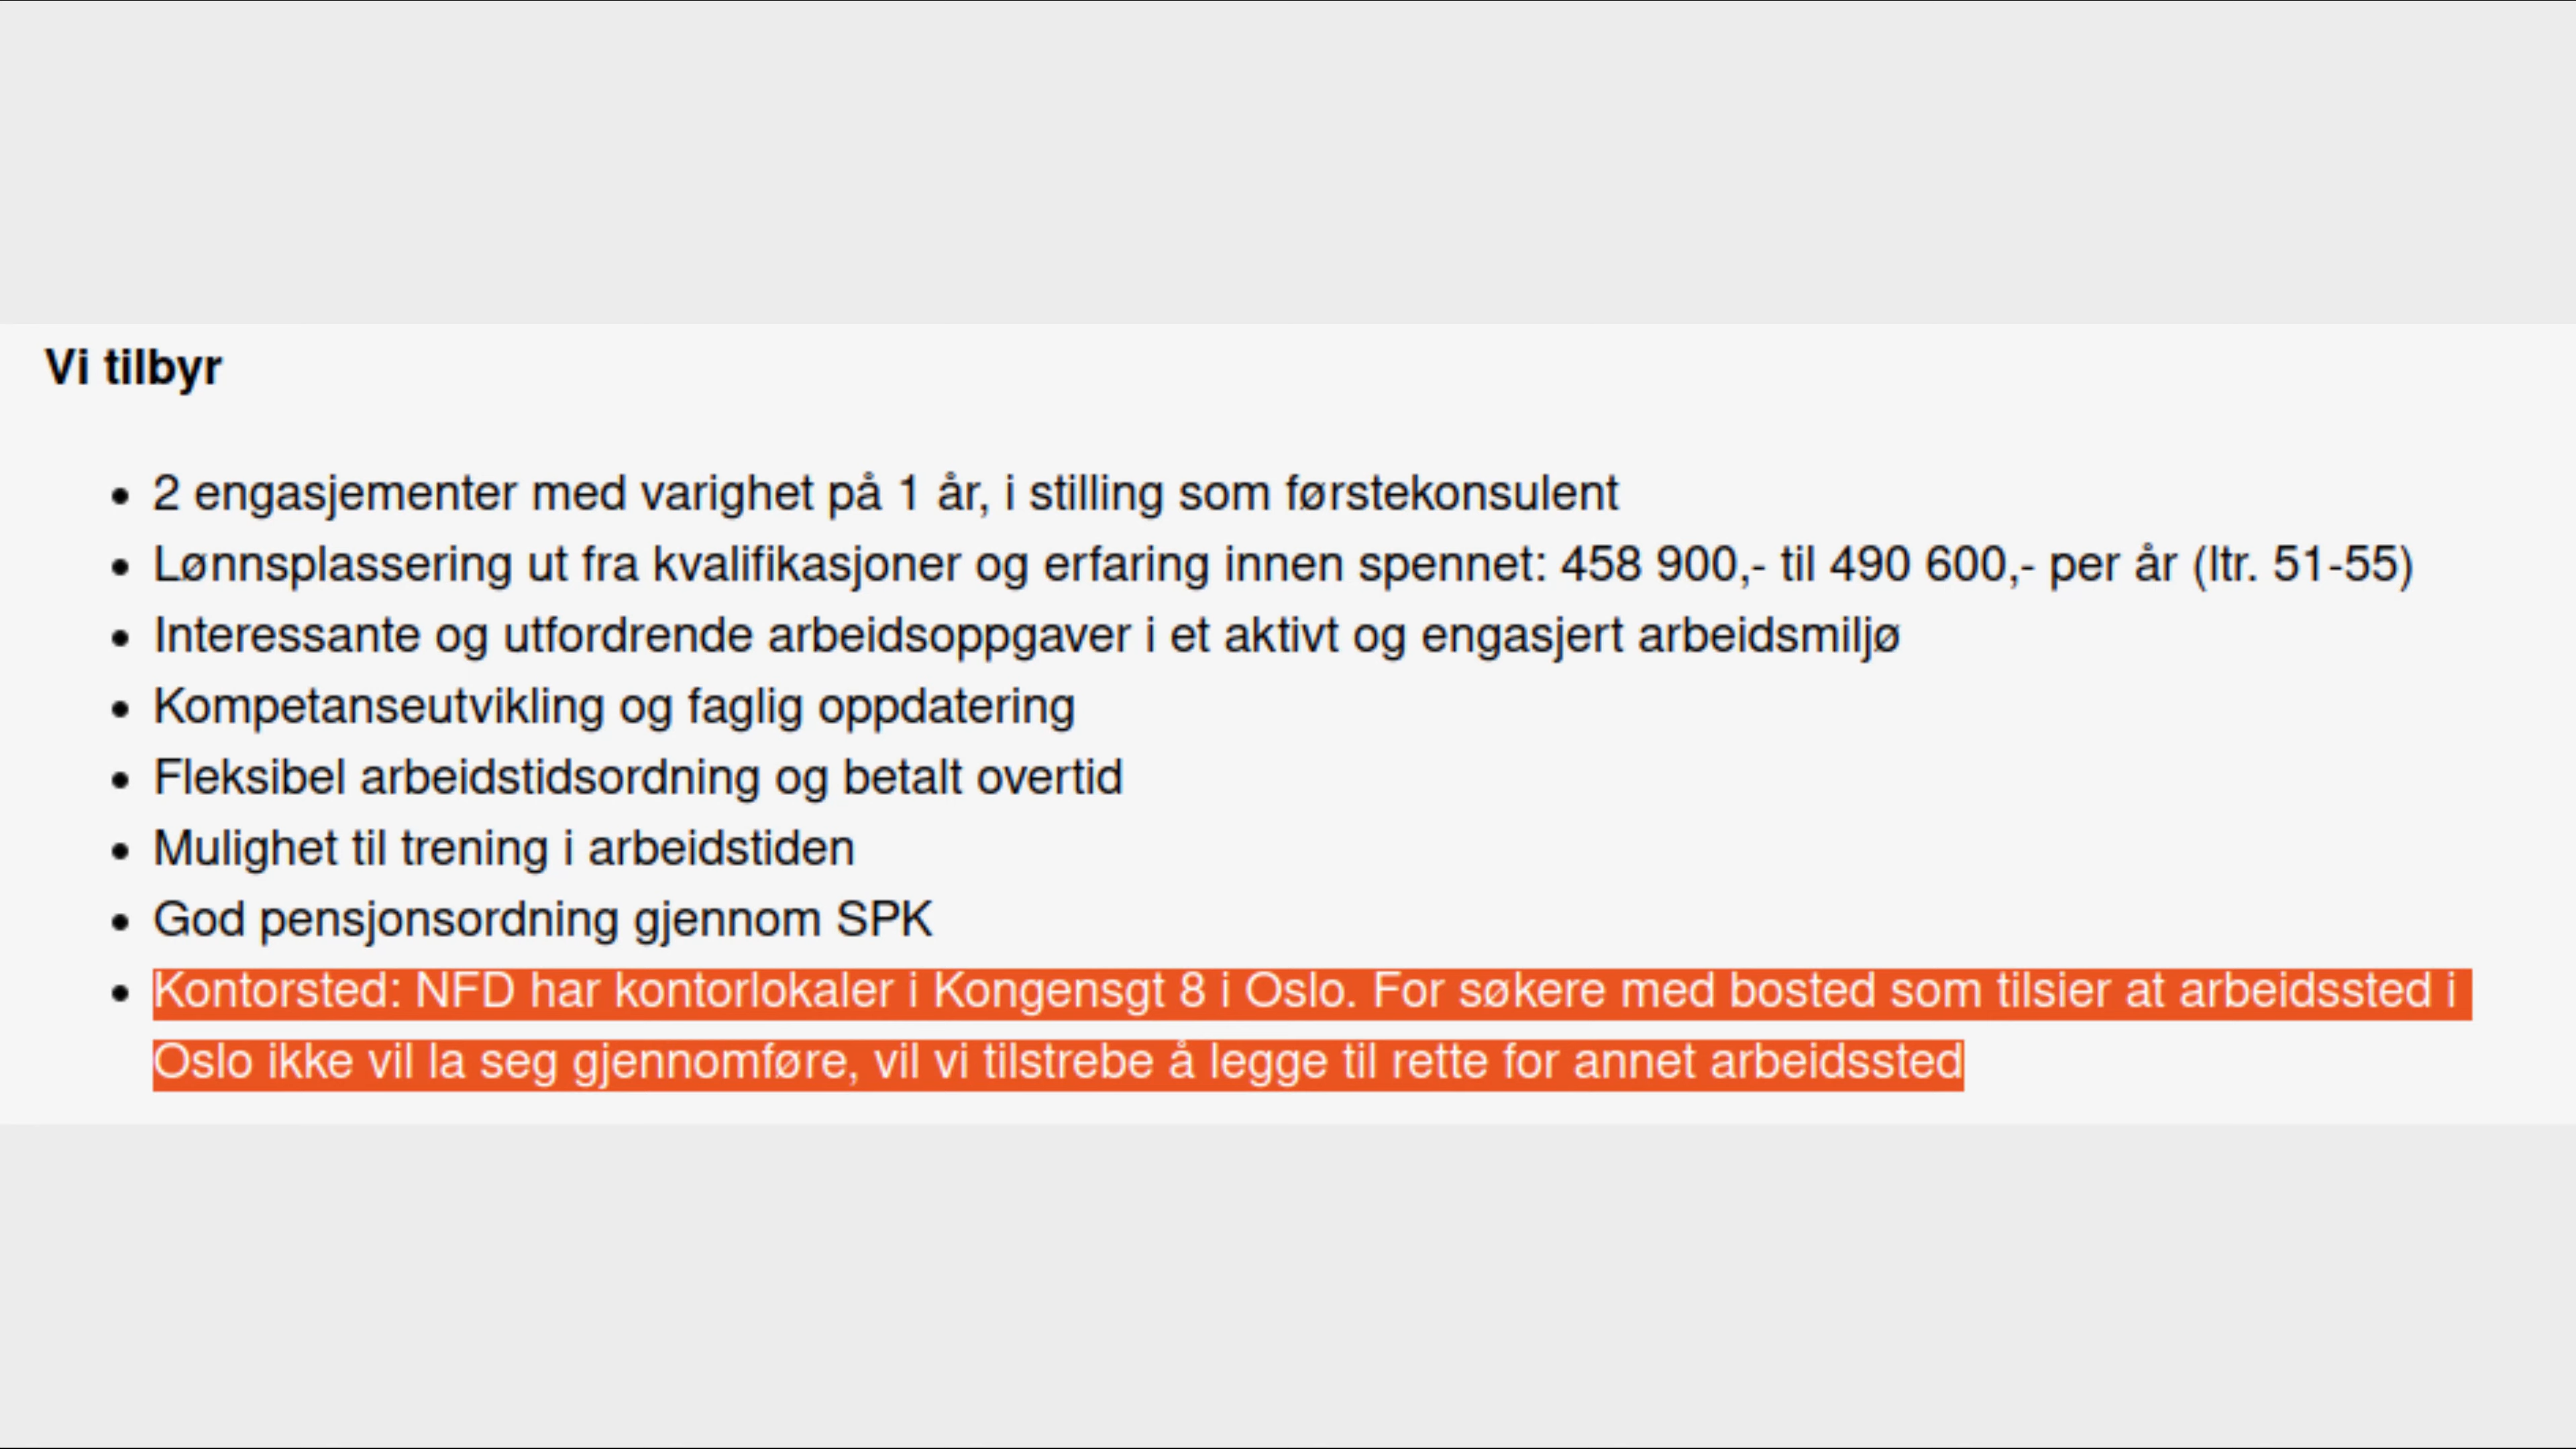 Vi tilbyr
• 2 engasjementer med varighet på 1 år, i stilling som førstekonsulent
• Lønnsplassering ut fra kvalifikasjoner og erfaring innen spennet: 458 900,- til 490 600,- per år (ltr. 51-55)
• Interessante og utfordrende arbeidsoppgaver i et aktivt og engasjert arbeidsmiljø
• Kompetanseutvikling og faglig oppdatering
• Fleksibel arbeidstidsordning og betalt overtid
• Mulighet til trening i arbeidstiden
• God pensjonsordning gjennom SPK
• Kontorsted: NFD har kontorlokaler i Kongensgt 8 i Oslo. For søkere med bosted som tilsier at arbeidssted i
Oslo ikke vil la seg gjennomføre, vil vi tilstrebe å legge til rette for annet arbeidssted